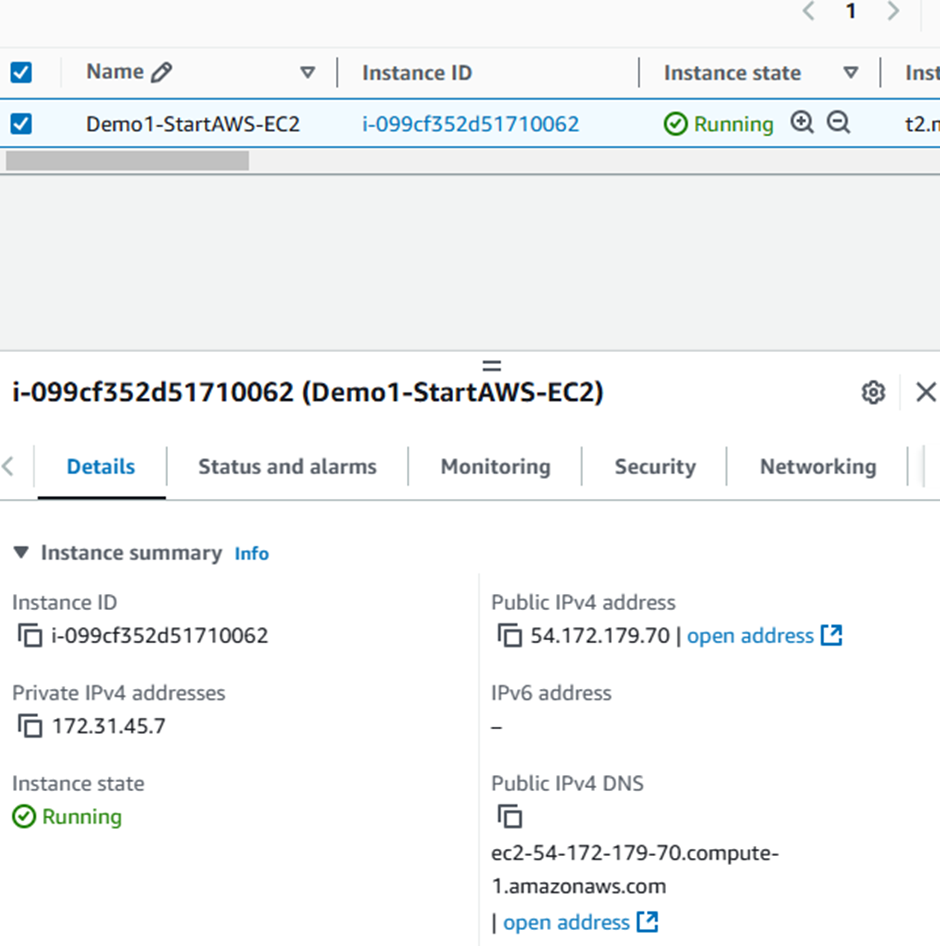 1
Name Instance ID Instance state
Demo1-StartAWS-EC2 i-099cf352d51710062 Running
i-099cf352d51710062 (Demo1-StartAWS-EC2)
Details Status and alarms Monitoring Security Networking
Instance summary Info
Instance ID
i-099cf352d51710062
Private IPv4 addresses
172.31.45.7
Instance state
Running
Public IPv4 address
54.172.179.70 | open address
IPv6 address
–
Public IPv4 DNS
ec2-54-172-179-70.compute-
1.amazonaws.com
| open address